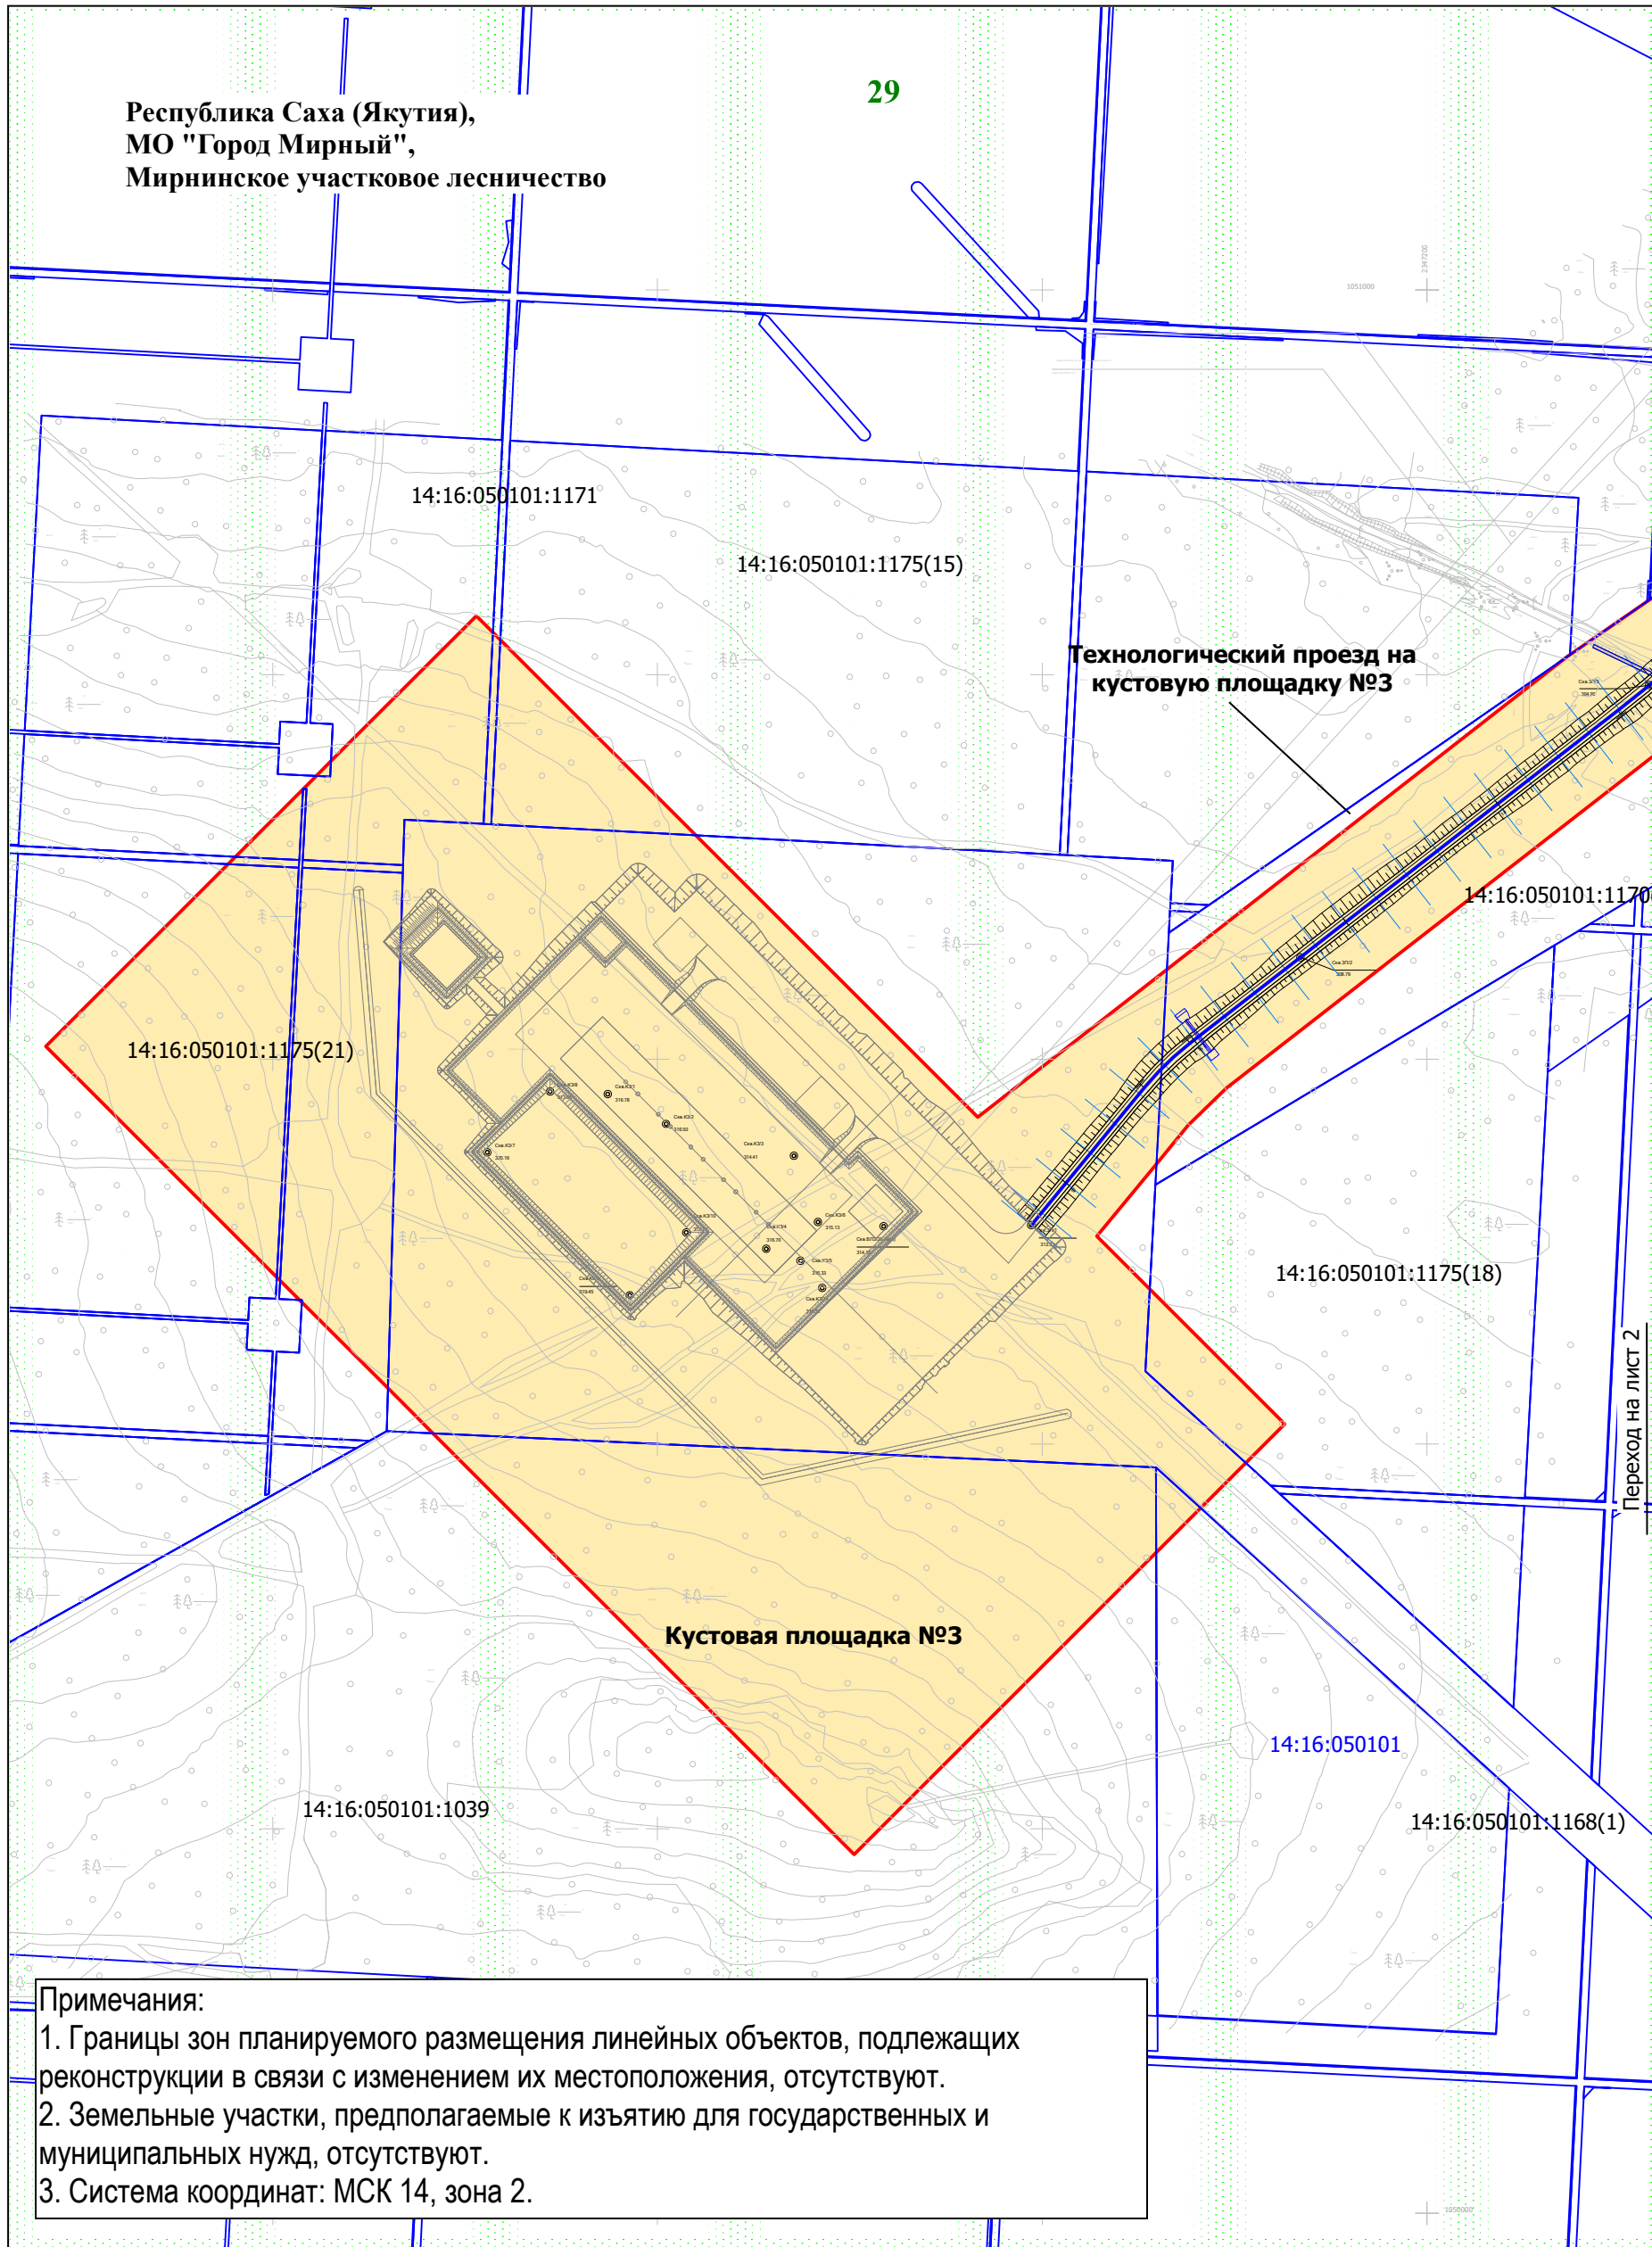 29
Республика Саха (Якутия),
МО "Город Мирный",
Мирнинское участковое лесничество
2347200
1051000
14:16:050101:1171
14:16:050101:1175(15)
Технологический проезд на
кустовую площадку №3
14:16:050101:1170
14:16:050101:1175(21)
14:16:050101:1175(18)
Переход на лист 2
Кустовая площадка №3
14:16:050101
14:16:050101:1039
14:16:050101:1168(1)
Примечания:
1. Границы зон планируемого размещения линейных объектов, подлежащих
реконструкции в связи с изменением их местоположения, отсутствуют.
2. Земельные участки, предполагаемые к изъятию для государственных и
муниципальных нужд, отсутствуют.
3. Система координат: МСК 14, зона 2.
1050000